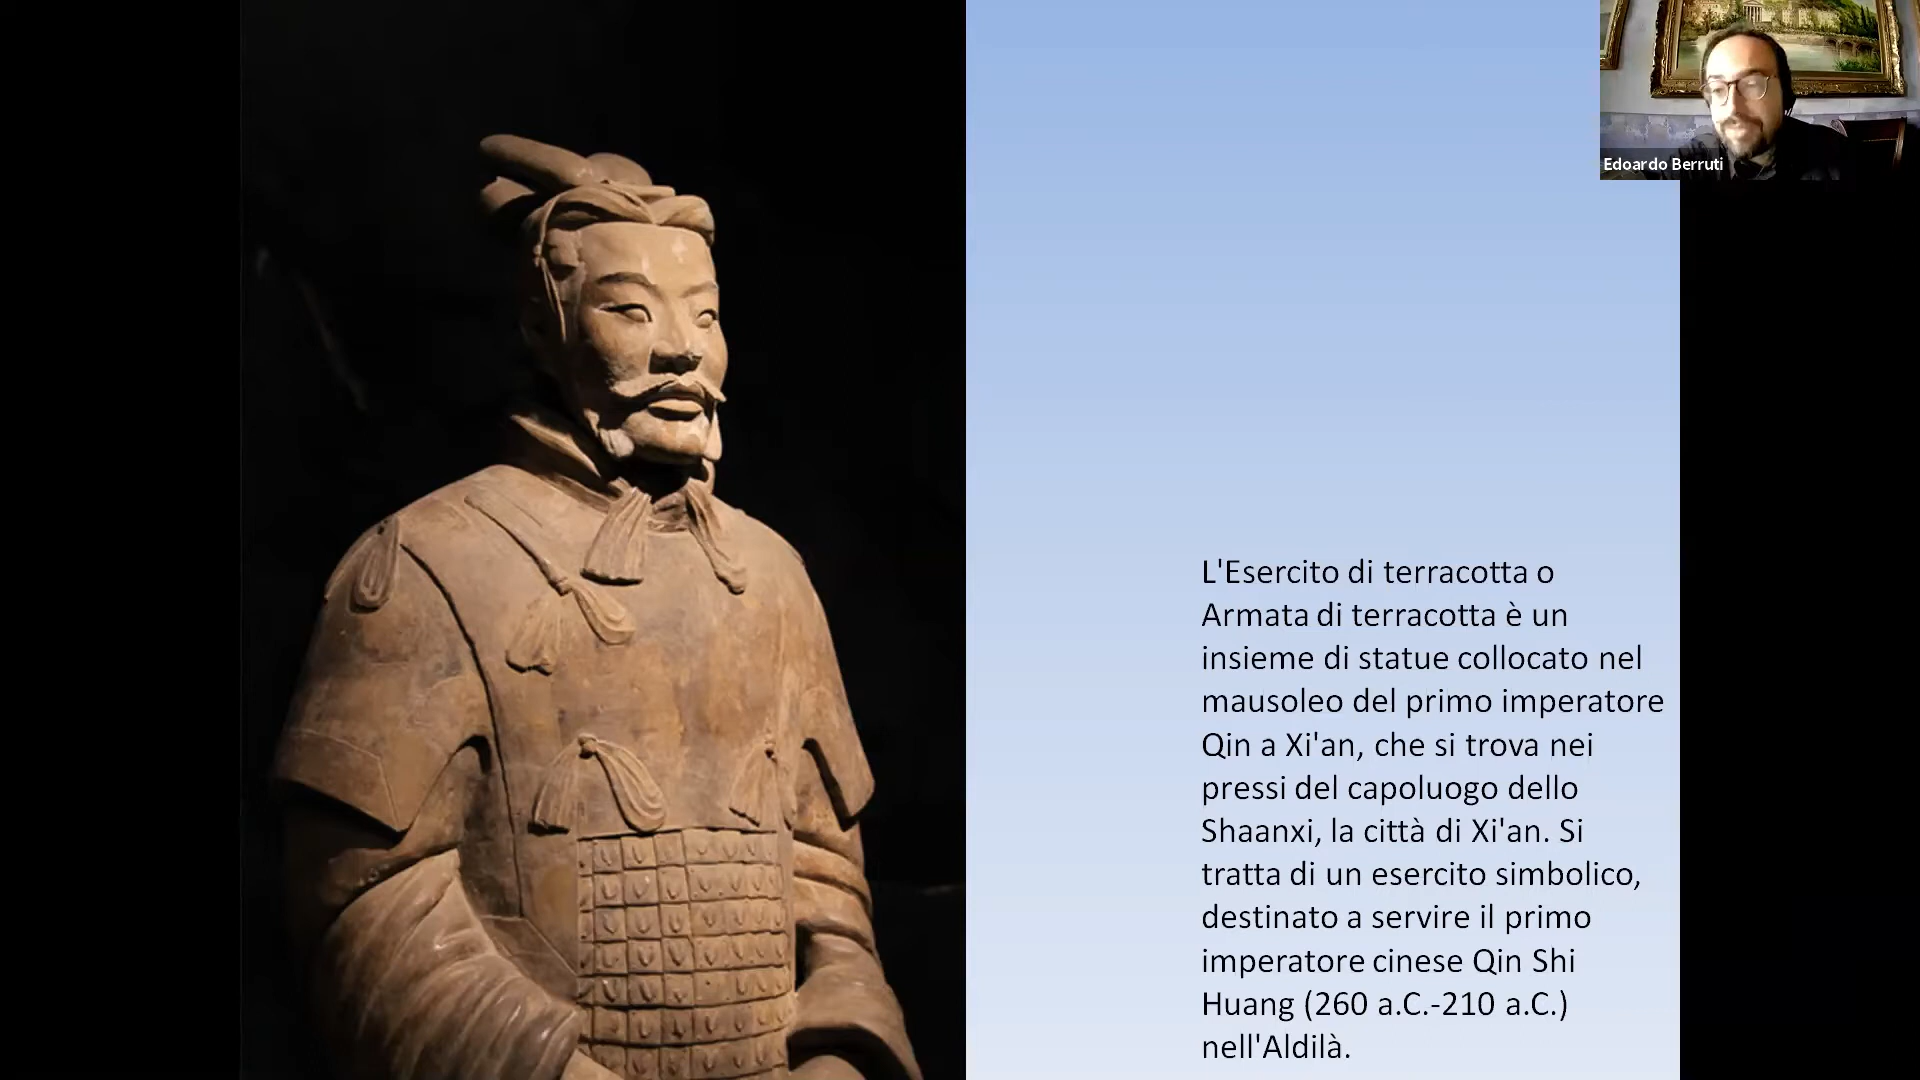 Edoardo Berruti
L'Esercito di terracotta o
Armata di terracotta è un
insieme di statue collocato nel
mausoleo del primo imperatore
Qin a Xi'an, che si trova nei
pressi del capoluogo dello
Shaanxi, la città di Xi'an. Si
tratta di un esercito simbolico,
destinato a servire il primo
imperatore cinese Qin Shi
Huang (260 a.C.-210 a.C.)
nell'Aldilà.